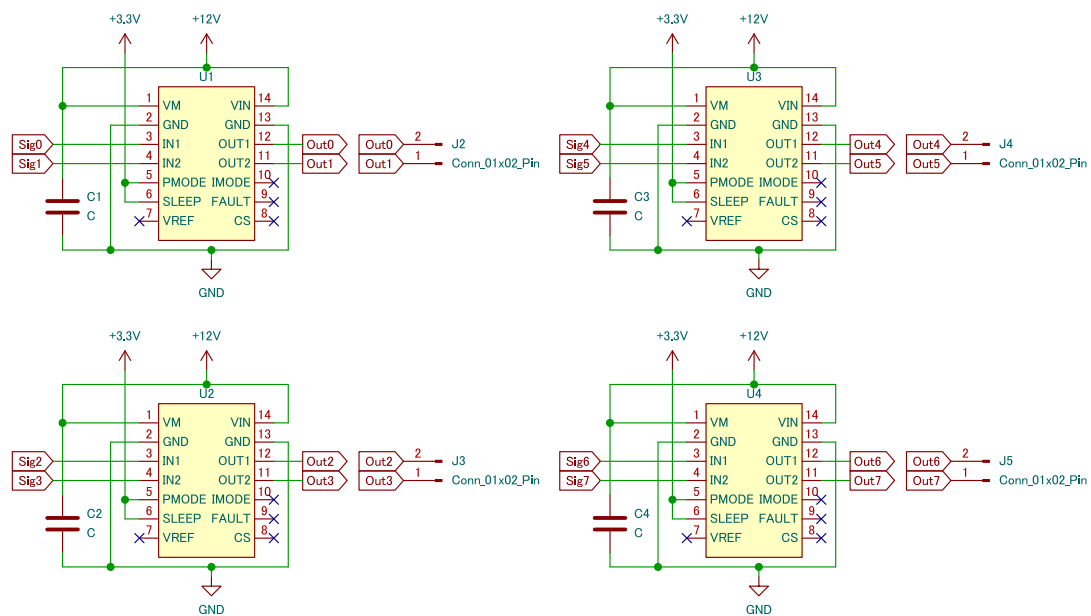 +3.3V +12V
U1
1 VM VIN 14
2 GND GND 13
Sig0 3 IN1 OUT1 12 Out0 Out0 2 J2
Sig1 4 IN2 OUT2 11 Out1 Out1 1 Conn_01x02_Pin
5 PMODE IMODE 10
6 SLEEP FAULT 9
7 VREF CS 8
C1
C
GND
+3.3V +12V
U3
1 VM VIN 14
2 GND GND 13
Sig4 3 IN1 OUT1 12 Out4 Out4 2 J4
Sig5 4 IN2 OUT2 11 Out5 Out5 1 Conn_01x02_Pin
5 PMODE IMODE 10
6 SLEEP FAULT 9
7 VREF CS 8
C3
C
GND
+3.3V +12V
U2
1 VM VIN 14
2 GND GND 13
Sig2 3 IN1 OUT1 12 Out2 Out2 2 J3
Sig3 4 IN2 OUT2 11 Out3 Out3 1 Conn_01x02_Pin
5 PMODE IMODE 10
6 SLEEP FAULT 9
7 VREF CS 8
C2
C
GND
+3.3V +12V
U4
1 VM VIN 14
2 GND GND 13
Sig6 3 IN1 OUT1 12 Out6 Out6 2 J5
Sig7 4 IN2 OUT2 11 Out7 Out7 1 Conn_01x02_Pin
5 PMODE IMODE 10
6 SLEEP FAULT 9
7 VREF CS 8
C4
C
GND